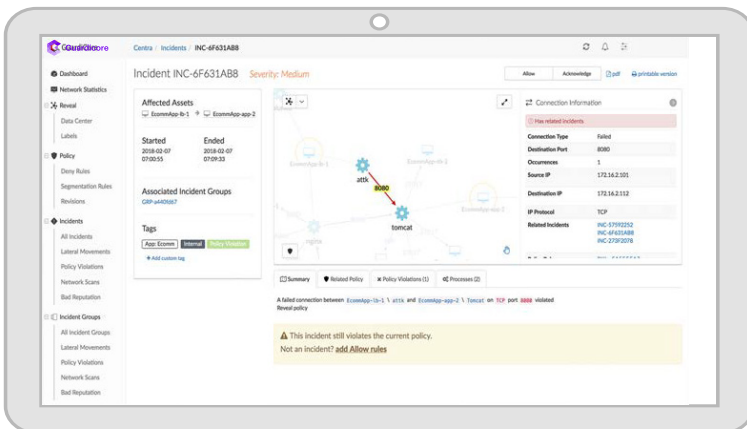 Guardicore
Centra / Incidents / INC-6F631AB8
Dashboard
Network Statistics
Reveal
Data Center
Labels
Policy
Deny Rules
Segmentation Rules
Revisions
Incidents
All Incidents
Lateral Movements
Policy Violations
Network Scans
Bad Reputation
Incident Groups
All Incident Groups
Lateral Movements
Policy Violations
Network Scans
Bad Reputation
Incident INC-6F631AB8 Severity: Medium
Allow Acknowledge pdf printable version
Affected Assets
EcommApp-lb-1 EcommApp-app-2
Started Ended
2018-02-07 2018-02-07
07:00:55 07:09:33
Associated Incident Groups
Tags
App: Ecomm Internal Policy Violation
+ Add custom tag
EcommApp-lb-1
attk
8080
tomcat
nginx
Connection Information
Has related incidents
Connection Type Failed
Destination Port 8080
Occurrences 1
Source IP 172.16.2.101
Destination IP 172.16.2.112
IP Protocol TCP
Related Incidents INC-57592252
INC-6F631AB8
INC-273F2078
Summary Related Policy Policy Violations (1) Processes (2)
A failed connection between EcommApp-lb-1 \ attk and EcommApp-app-2 \ Tomcat on TCP port 8080 violated
Reveal policy
This incident still violates the current policy.
Not an incident? add Allow rules